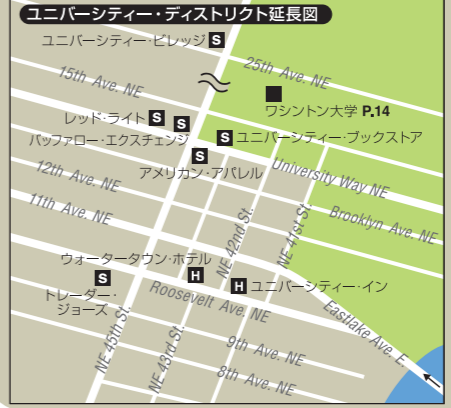 ユニバーシティー・ディストリクト延長図
ユニバーシティー・ビレッジ S
25th Ave. NE
15th Ave. NE
ワシントン大学 P.14
レッド・ライト S
S
バッファロー・エクスチェンジ
S ユニバーシティー・ブックストア
S
アメリカン・アパレル
University Way NE
12th Ave. NE
11th Ave. NE
Brooklyn Ave. NE
NE 42nd St.
NE 41st St.
ウォータータウン・ホテル
S
H
H ユニバーシティー・イン
トレーダー・
ジョーズ
Roosevelt Ave. NE
Eastlake Ave. E.
NE 45th St.
NE 43rd St.
9th Ave. NE
8th Ave. NE